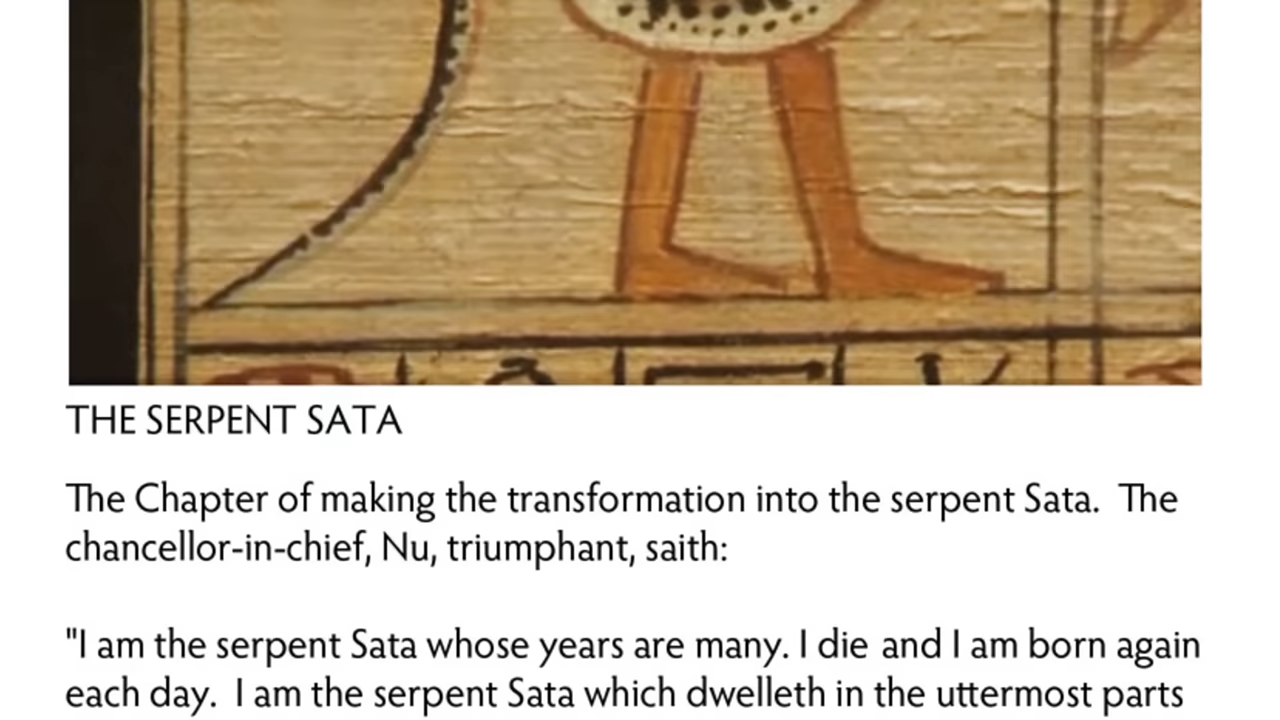 THE SERPENT SATA
The Chapter of making the transformation into the serpent Sata. The
chancellor-in-chief, Nu, triumphant, saith:
"I am the serpent Sata whose years are many. I die and I am born again
each day. I am the serpent Sata which dwelleth in the uttermost parts